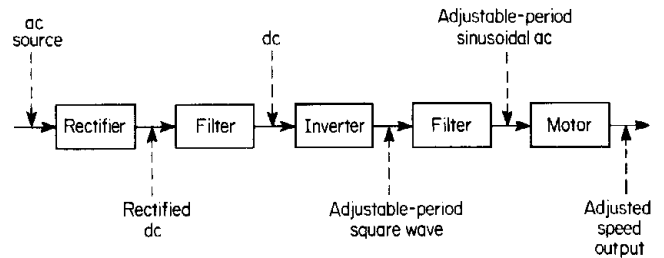 ac
source
dc
Adjustable-period
sinusoidal ac
Rectifier
Filter
Inverter
Filter
Motor
Rectified
dc
Adjustable-period
square wave
Adjusted
speed
output